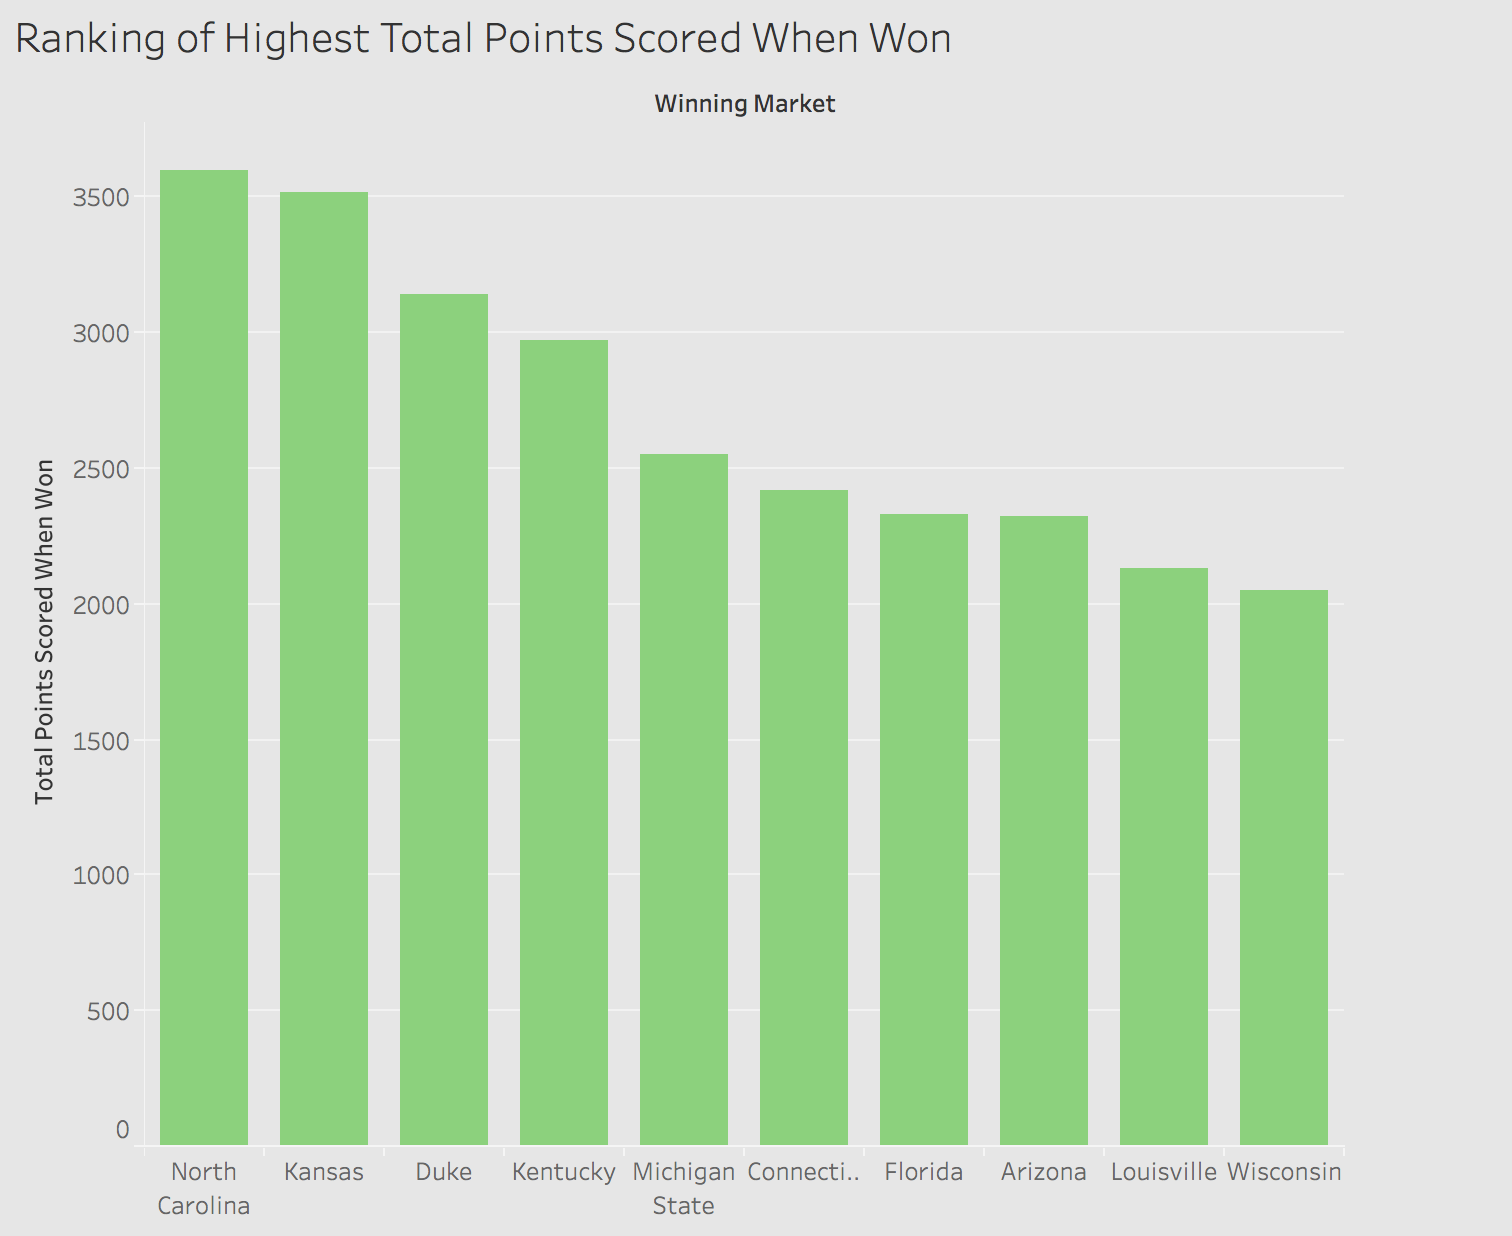 Ranking of Highest Total Points Scored When Won
Winning Market
Total Points Scored When Won
3500
3000
2500
2000
1500
1000
500
0
North
Carolina
Kansas
Duke
Kentucky
Michigan
State
Connecti..
Florida
Arizona
Louisville
Wisconsin